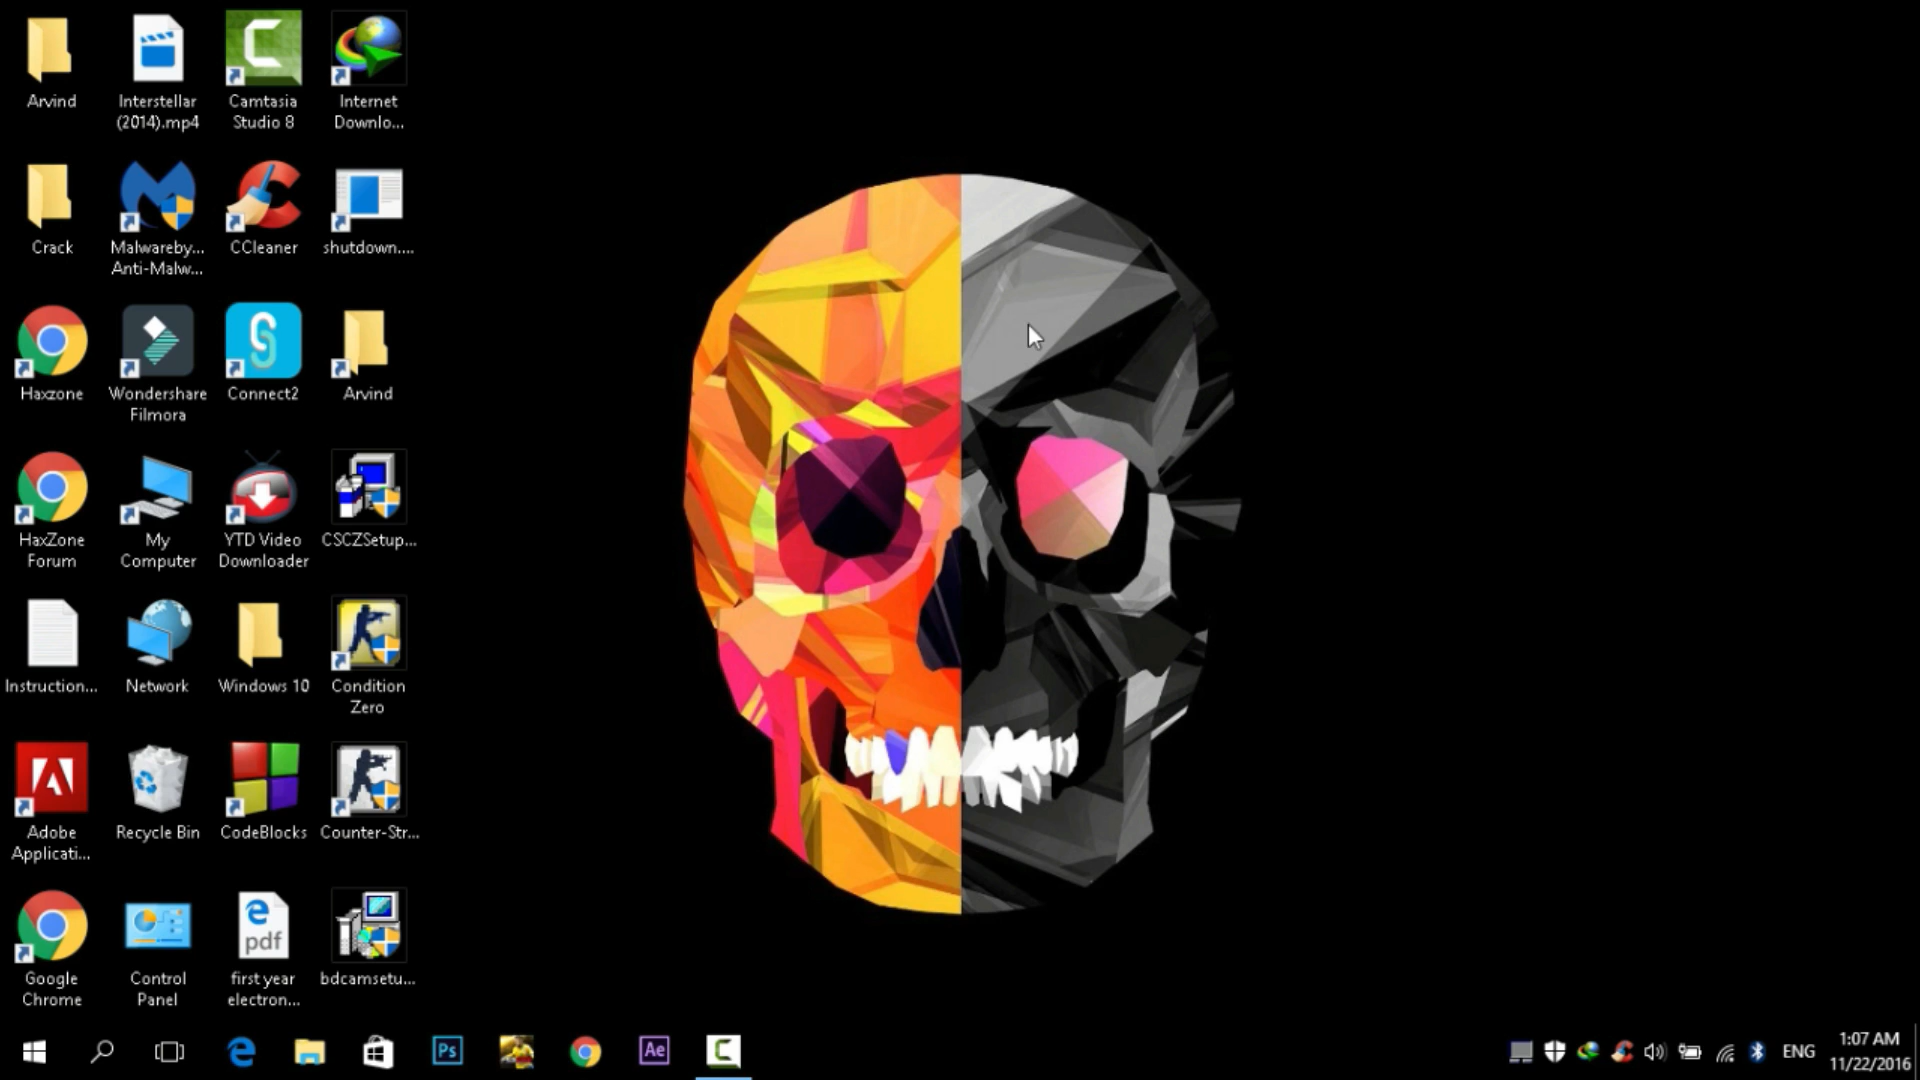 Arvind
Interstellar
(2014).mp4
Camtasia
Studio 8
Internet
Downlo...
Crack
Malwareby...
Anti-Malw...
CCleaner
shutdown....
Haxzone
Wondershare
Filmora
Connect2
Arvind
HaxZone
Forum
My
Computer
YTD Video
Downloader
CSCZSetup...
Instruction...
Network
Windows 10
Condition
Zero
Adobe
Applicati...
Recycle Bin
CodeBlocks
Counter-Str...
Google
Chrome
Control
Panel
pdf
first year
electron...
bdcamsetu...
Ps
Ae
ENG
1:07 AM
11/22/2016